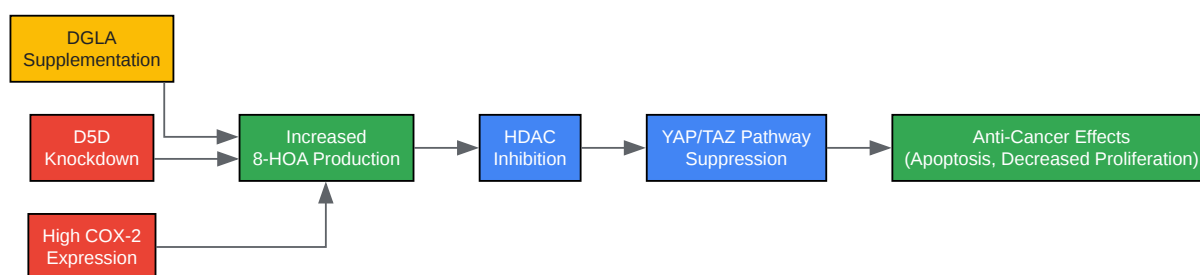 DGLA
Supplementation
D5D
Knockdown
High COX-2
Expression
Increased
8-HOA Production
HDAC
Inhibition
YAP/TAZ Pathway
Suppression
Anti-Cancer Effects
(Apoptosis, Decreased Proliferation)